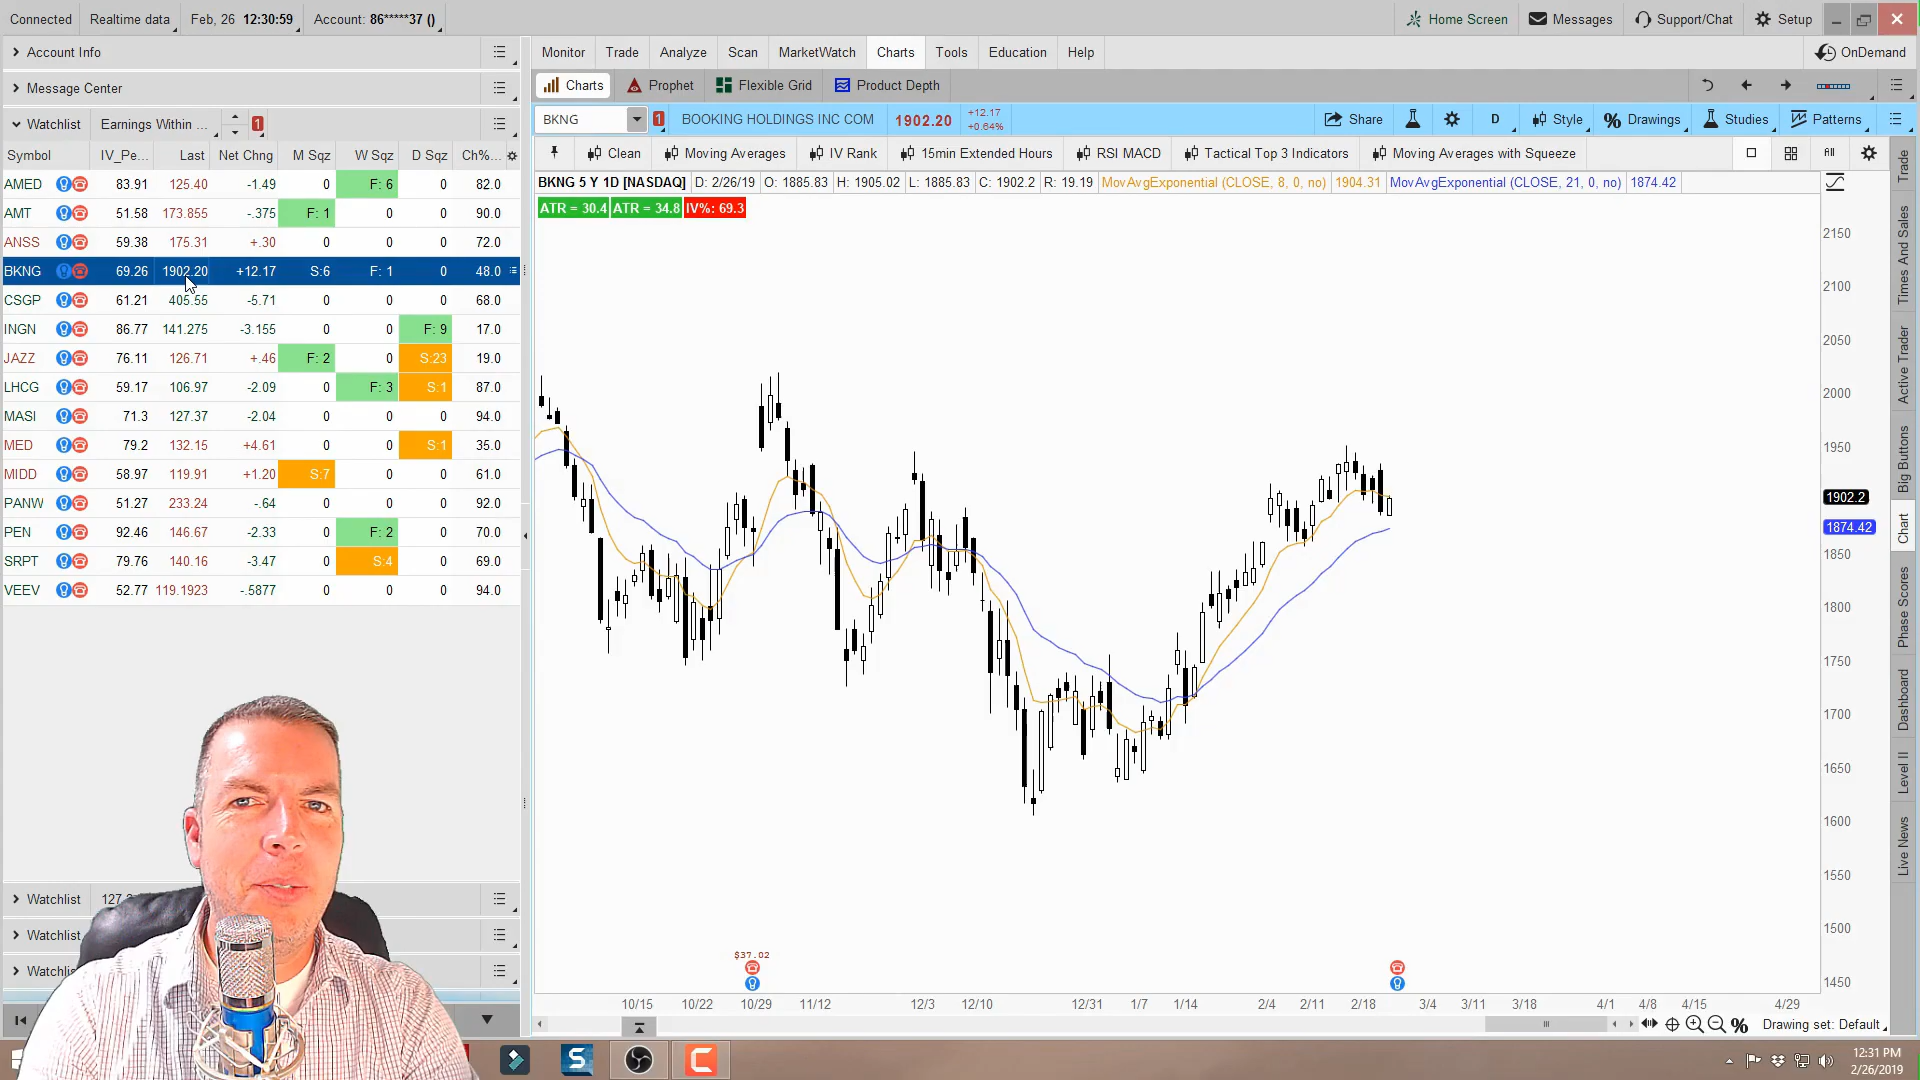 Connected Realtime data Feb, 26 12:30:59 Account: 86*****37 () Home Screen Messages Support/Chat Setup
Account Info
Monitor Trade Analyze Scan MarketWatch Charts Tools Education Help OnDemand
Message Center
Charts Prophet Flexible Grid Product Depth
Watchlist Earnings Within ... 1
BKNG 1 BOOKING HOLDINGS INC COM 1902.20 +12.17 +0.64% Share D Style Drawings Studies Patterns
Clean Moving Averages IV Rank 15min Extended Hours RSI MACD Tactical Top 3 Indicators Moving Averages with Squeeze All
BKNG 5 Y 1D [NASDAQ] D: 2/26/19 O: 1885.83 H: 1905.02 L: 1885.83 C: 1902.2 R: 19.19 MovAvgExponential (CLOSE, 8, 0, no) 1904.31 MovAvgExponential (CLOSE, 21, 0, no) 1874.42
ATR = 30.4 ATR = 34.8 IV%: 69.3
Symbol IV_Pe... Last Net Chng M Sqz W Sqz D Sqz Ch%...
AMED 83.91 125.40 -1.49 0 F: 6 0 82.0
AMT 51.58 173.855 -.375 F: 1 0 0 90.0
ANSS 59.38 175.31 +.30 0 0 0 72.0
BKNG 69.26 1902.20 +12.17 S:6 F: 1 0 48.0
CSGP 61.21 405.55 -5.71 0 0 0 68.0
INGN 86.77 141.275 -3.155 0 0 F: 9 17.0
JAZZ 76.11 126.71 +.46 F: 2 0 S:23 19.0
LHCG 59.17 106.97 -2.09 0 F: 3 S:1 87.0
MASI 71.3 127.37 -2.04 0 0 0 94.0
MED 79.2 132.15 +4.61 0 0 S:1 35.0
MIDD 58.97 119.91 +1.20 S:7 0 0 61.0
PANW 51.27 233.24 -.64 0 0 0 92.0
PEN 92.46 146.67 -2.33 0 F: 2 0 70.0
SRPT 79.76 140.16 -3.47 0 S:4 0 69.0
VEEV 52.77 119.1923 -.5877 0 0 0 94.0
2150
2100
2050
2000
1950
1902.2
1874.42
1850
1800
1750
1700
1650
1600
1550
1500
1450
Trade
Times And Sales
Active Trader
Big Buttons
Chart
Phase Scores
Dashboard
Level II
Live News
Watchlist
Watchlist
$37.02
10/15 10/22 10/29 11/12 12/3 12/10 12/31 1/7 1/14 2/4 2/11 2/18 3/4 3/11 3/18 4/1 4/8 4/15 4/29
Drawing set: Default
S
C
12:31 PM
2/26/2019